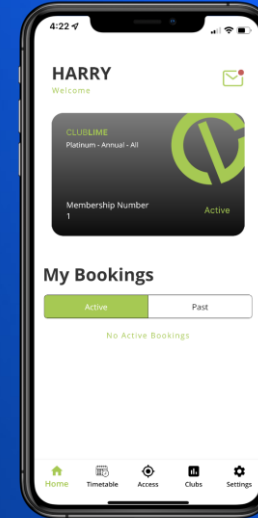 4:22
HARRY
Welcome
CLUBLIME
Platinum - Annual - All
Membership Number
1
Active
My Bookings
Active
Past
No Active Bookings
Home
Timetable
Access
Clubs
Settings